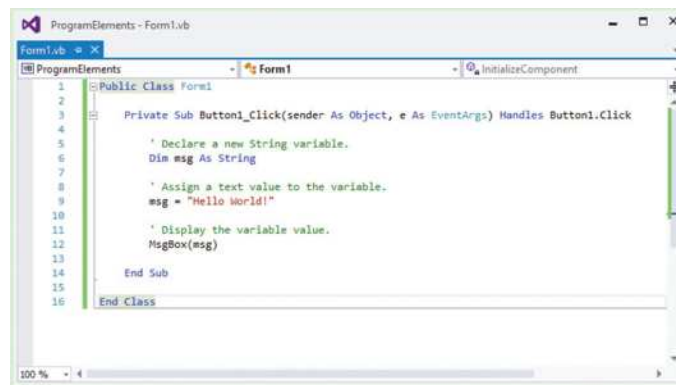 ProgramElements - Form1.vb
Form1.vb
ProgramElements Form1 InitializeComponent
1 Public Class Form1
2
3 Private Sub Button1_Click(sender As Object, e As EventArgs) Handles Button1.Click
4
5 ' Declare a new String variable.
6 Dim msg As String
7
8 ' Assign a text value to the variable.
9 msg = "Hello World!"
10
11 ' Display the variable value.
12 MsgBox(msg)
13
14 End Sub
15
16 End Class
100 %